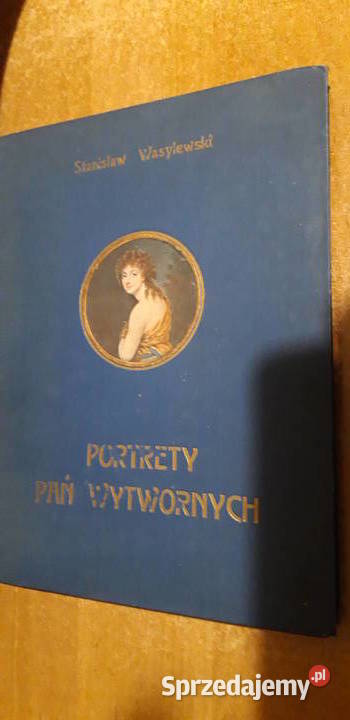 Stanisław Wasylewski
PORTRETY
PAŃ WYTWORNYCH
Sprzedajemy.pl